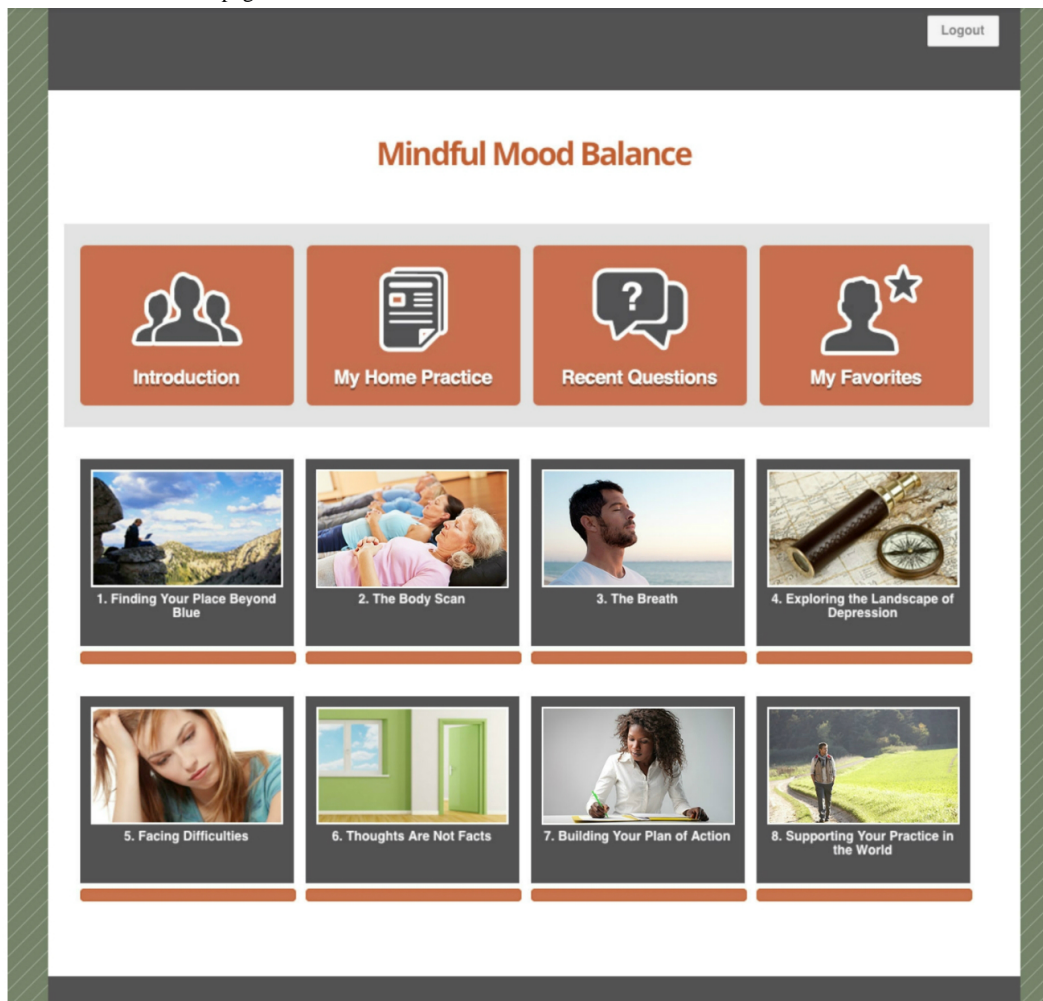 Logout
Mindful Mood Balance
Introduction
My Home Practice
?
Recent Questions
My Favorites
1. Finding Your Place Beyond
Blue
2. The Body Scan
3. The Breath
4. Exploring the Landscape of
Depression
5. Facing Difficulties
6. Thoughts Are Not Facts
7. Building Your Plan of Action
8. Supporting Your Practice in
the World